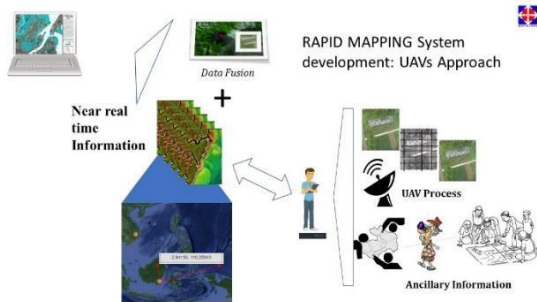 RAPID MAPPING System
development: UAVs Approach
Data Fusion
+
Near real
time
Information
UAV Process
Ancillary Information